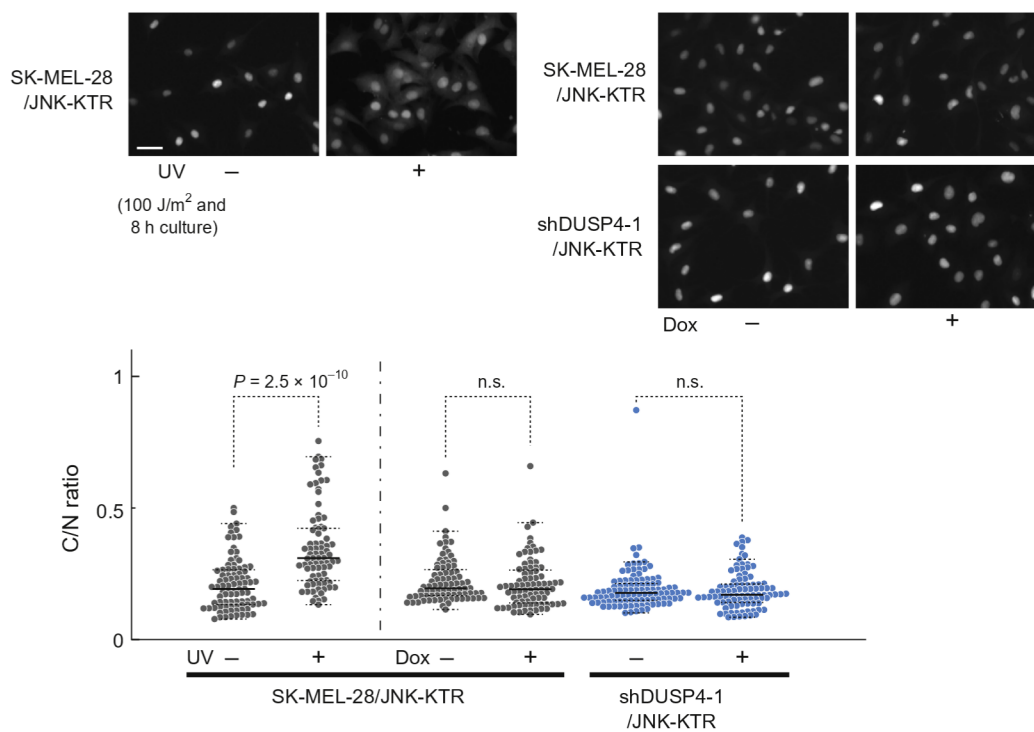 SK-MEL-28
/JNK-KTR
UV – +
(100 J/m² and
8 h culture)
SK-MEL-28
/JNK-KTR
shDUSP4-1
/JNK-KTR
Dox – +
C/N ratio
1
0.5
0
P = 2.5 × 10⁻¹⁰
n.s.
n.s.
UV – + Dox – + – +
SK-MEL-28/JNK-KTR
shDUSP4-1
/JNK-KTR